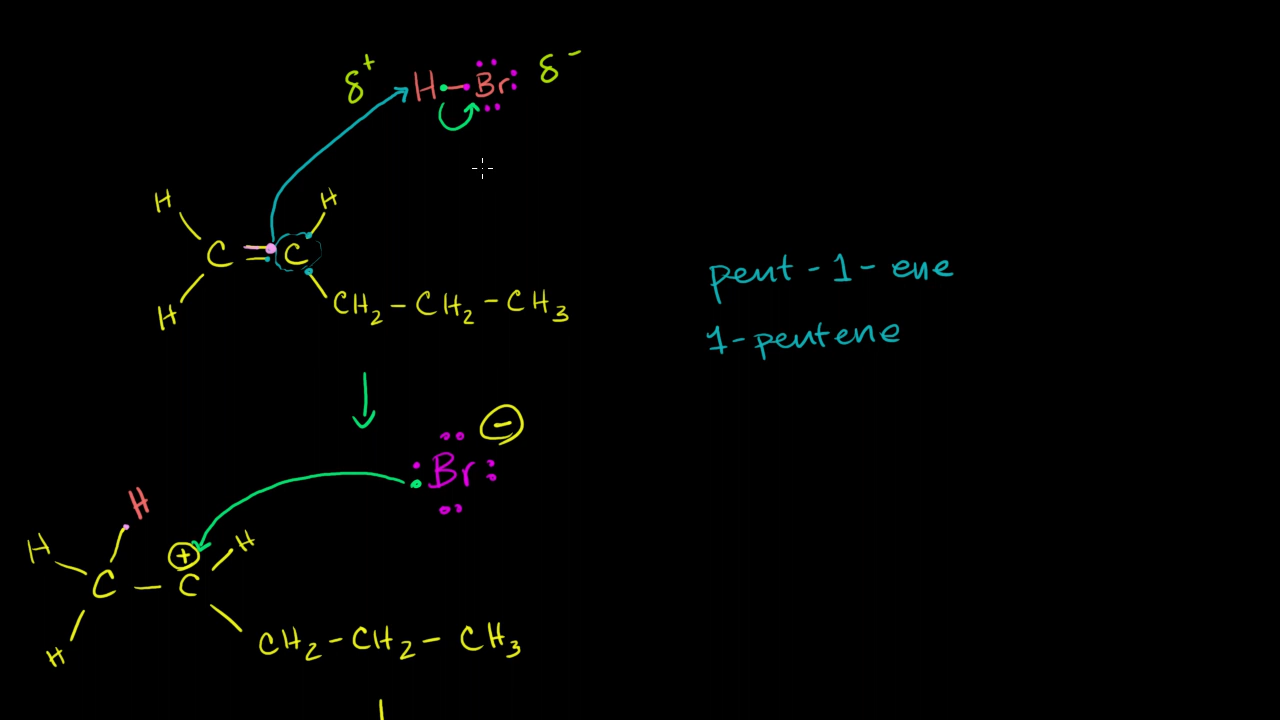 δ+ H–Br δ-
H H
C=C
H CH2–CH2–CH3
pent-1-ene
1-pentene
Br -
H
H + H
C–C
H CH2–CH2–CH3